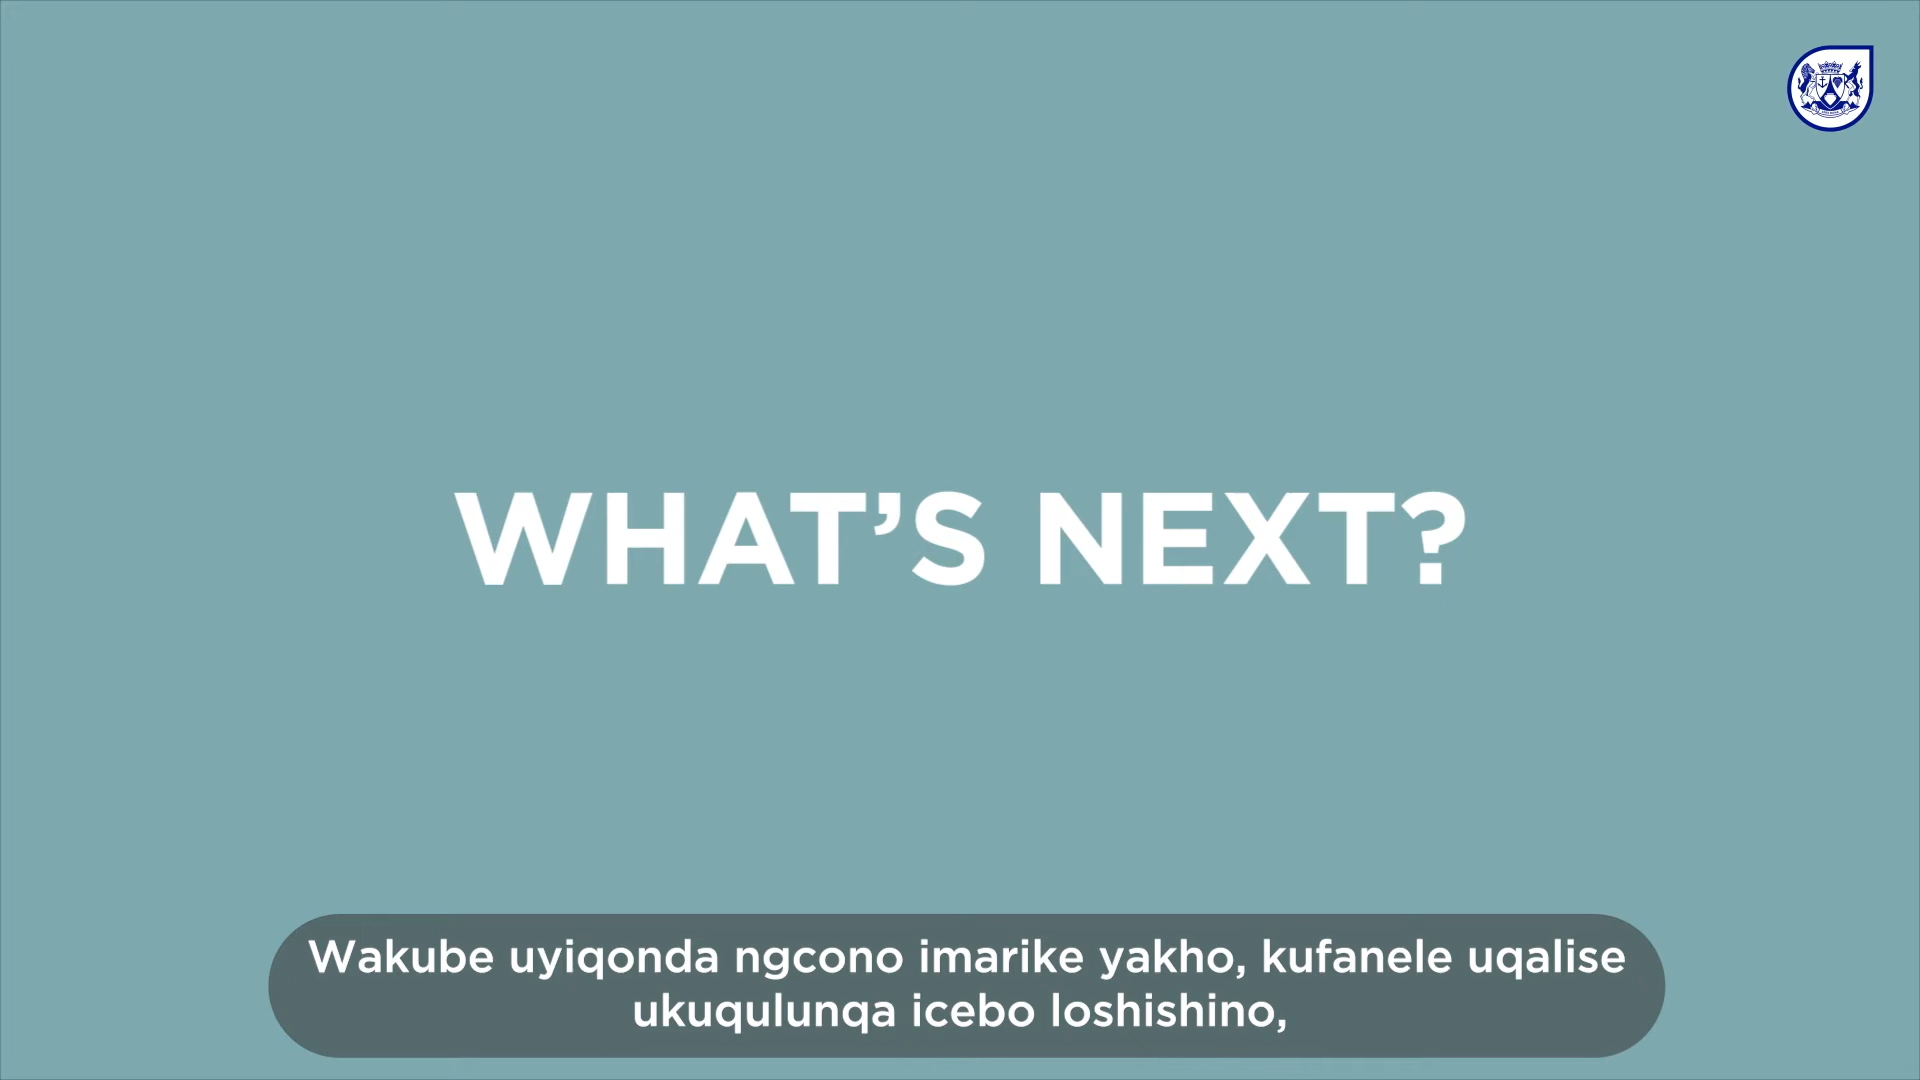 WHAT’S NEXT?
Wakube uyiqonda ngcono imarike yakho, kufanele uqalise
ukuqulunqa icebo loshishino,